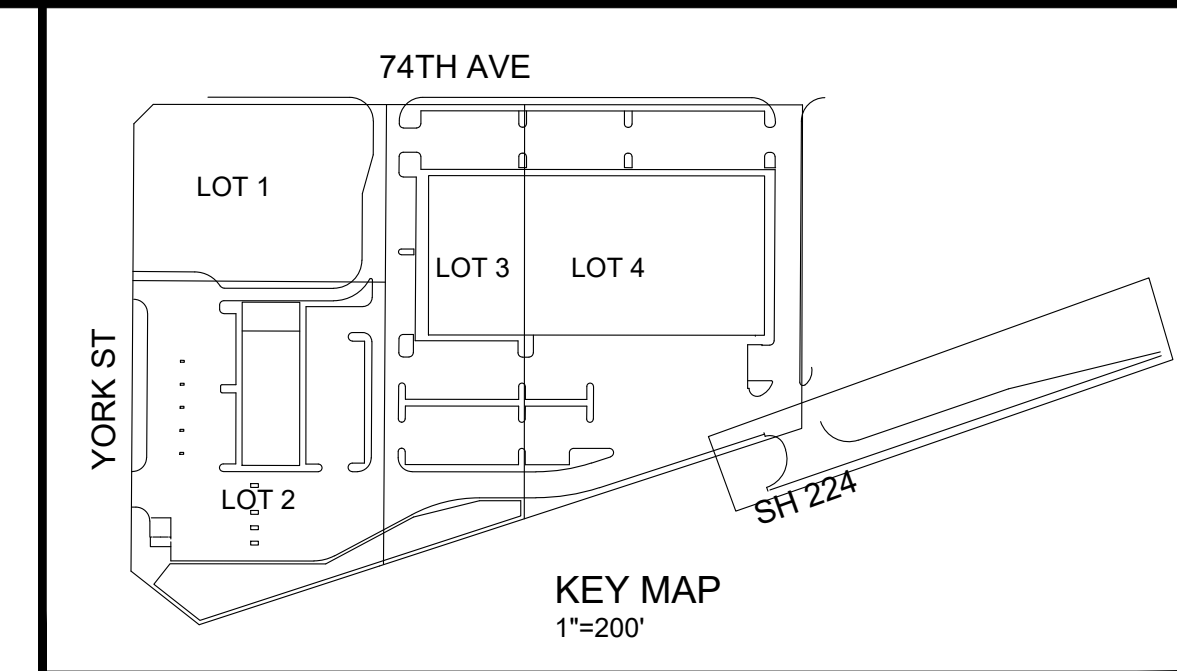 74TH AVE
LOT 1
LOT 3
LOT 4
YORK ST
LOT 2
SH 224
KEY MAP
1"=200'